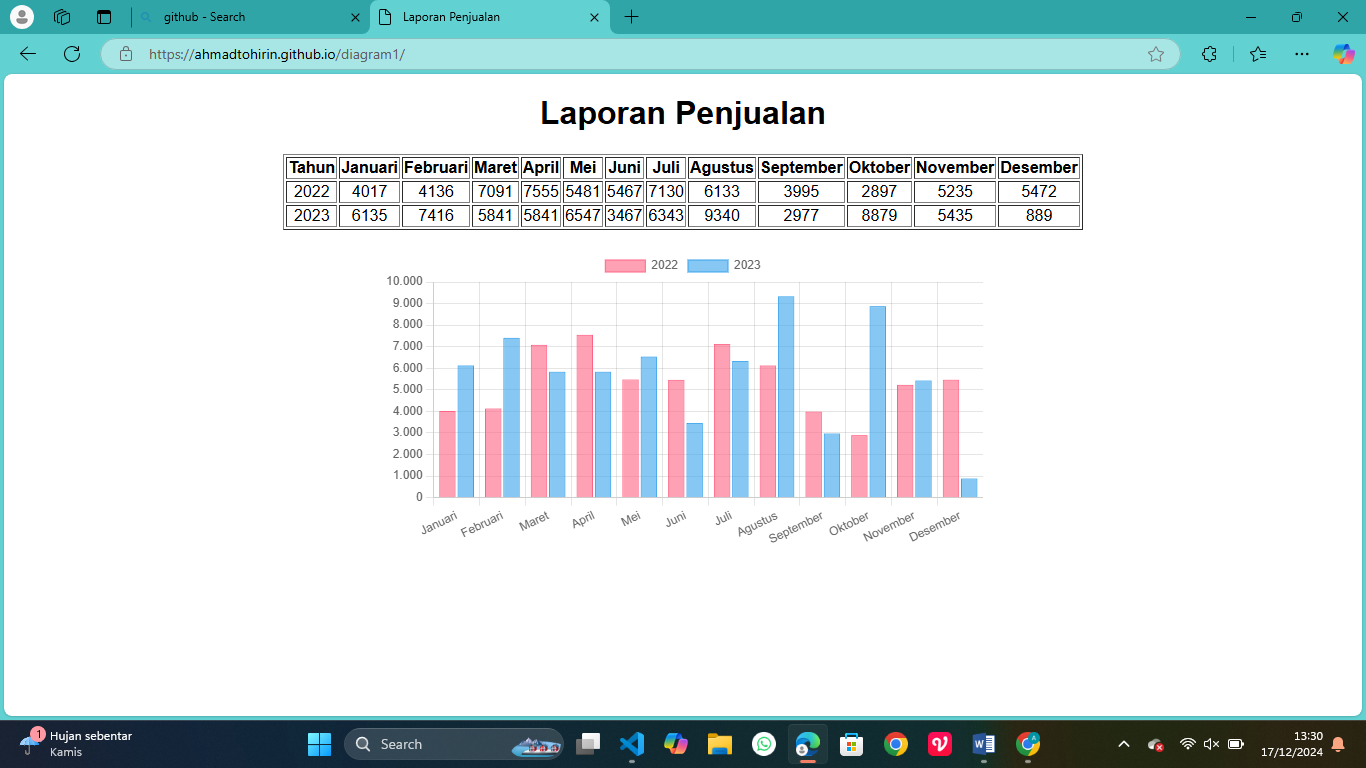 github - Search
Laporan Penjualan
https://ahmadtohirin.github.io/diagram1/
Laporan Penjualan
Tahun Januari Februari Maret April Mei Juni Juli Agustus September Oktober November Desember
2022 4017 4136 7091 7555 5481 5467 7130 6133 3995 2897 5235 5472
2023 6135 7416 5841 5841 6547 3467 6343 9340 2977 8879 5435 889
2022 2023
10.000
9.000
8.000
7.000
6.000
5.000
4.000
3.000
2.000
1.000
0
Januari Februari Maret April Mei Juni Juli Agustus September Oktober November Desember
1
Hujan sebentar
Kamis
Search
13:30
17/12/2024